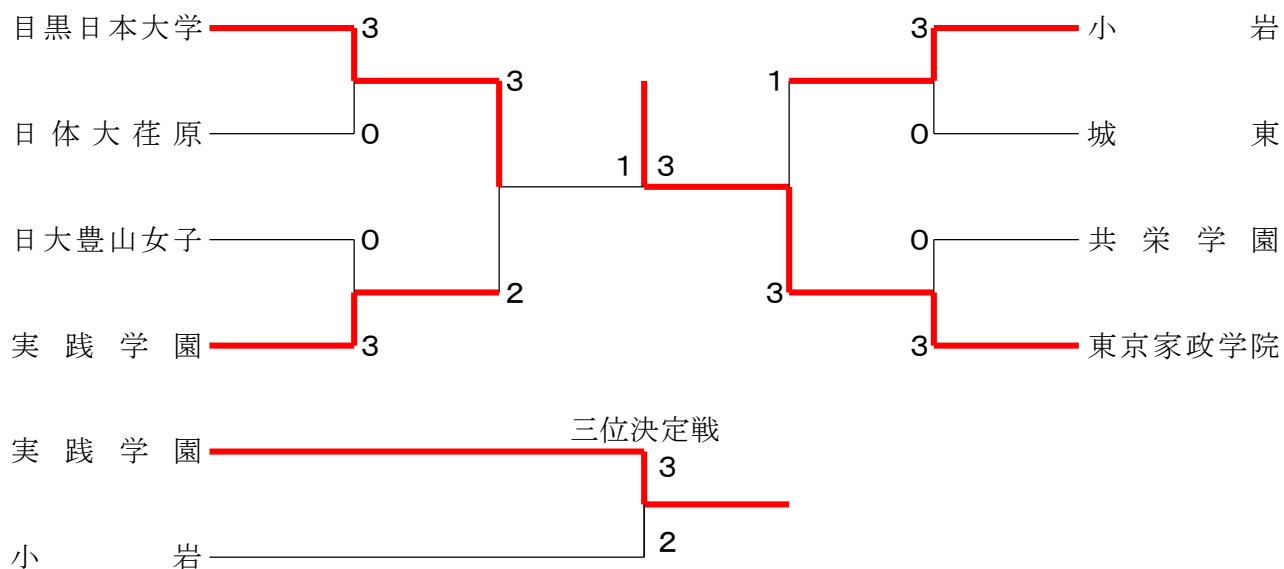 目黒日本大学 3 3 小岩
3 1
日体大荏原 0 0 城東
1 3
日大豊山女子 0 0 共栄学園
2 3
実践学園 3 3 東京家政学院
三位決定戦
実践学園 3
小岩 2